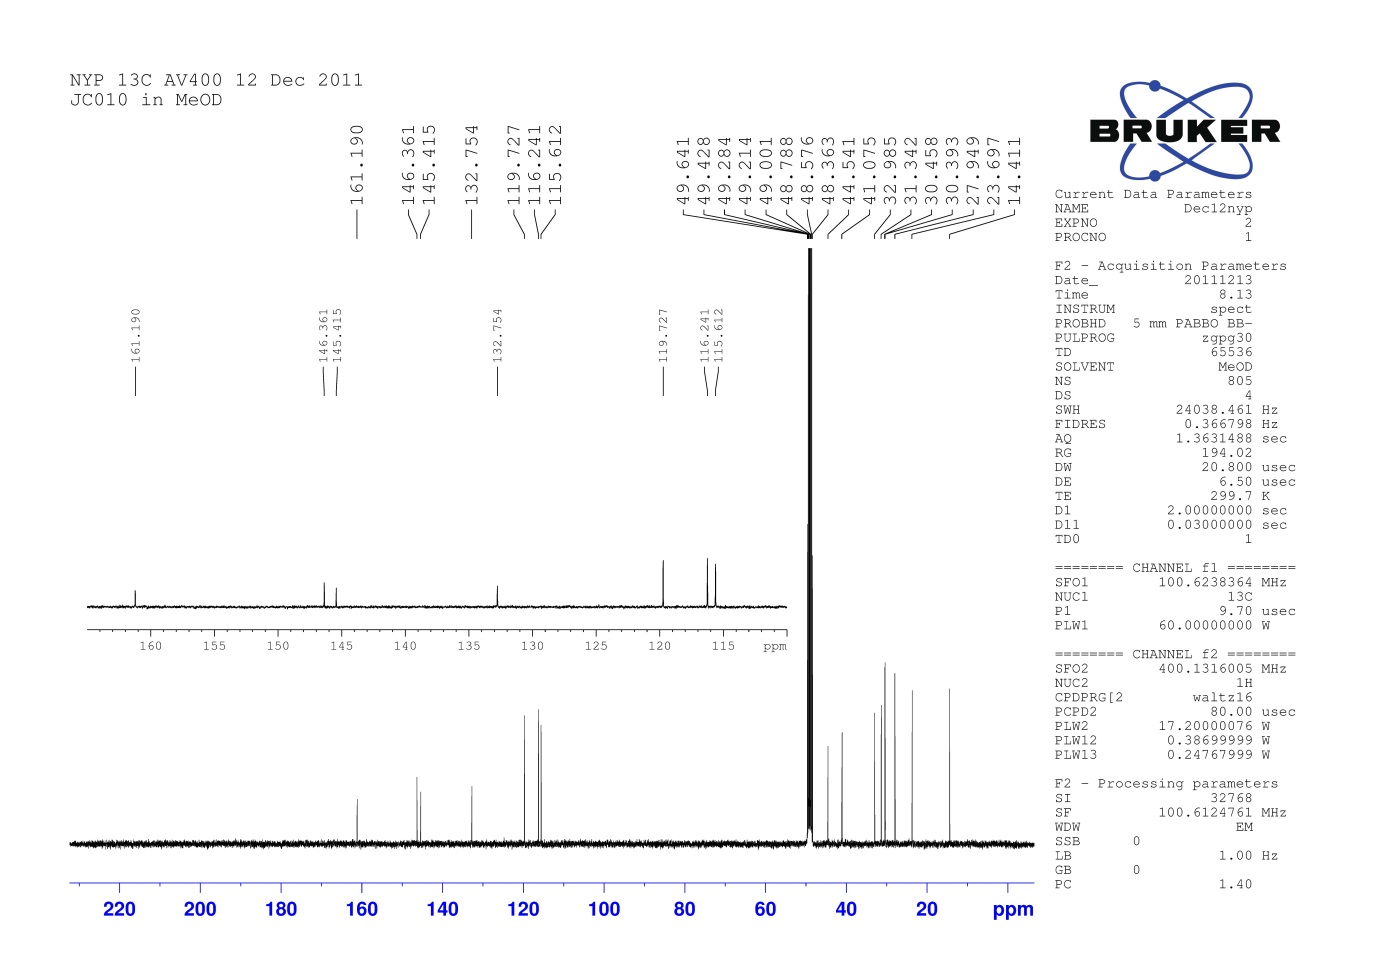 NYP 13C AV400 12 Dec 2011
JC010 in MeOD
161.190
146.361
145.415
132.754
119.727
116.241
115.612
49.641
49.428
49.284
49.214
49.001
48.788
48.576
48.363
44.541
41.075
32.985
31.342
30.458
30.393
27.949
23.697
14.411
161.190
146.361
145.415
132.754
119.727
116.241
115.612
160 155 150 145 140 135 130 125 120 115 ppm
220 200 180 160 140 120 100 80 60 40 20 ppm
BRUKER
Current Data Parameters
NAME Dec12nyp
EXPNO 2
PROCNO 1
F2 - Acquisition Parameters
Date_ 20111213
Time 8.13
INSTRUM spect
PROBHD 5 mm PABBO BB-
PULPROG zgpg30
TD 65536
SOLVENT MeOD
NS 805
DS 4
SWH 24038.461 Hz
FIDRES 0.366798 Hz
AQ 1.3631488 sec
RG 194.02
DW 20.800 usec
DE 6.50 usec
TE 299.7 K
D1 2.00000000 sec
D11 0.03000000 sec
TD0 1
======== CHANNEL f1 ========
SFO1 100.6238364 MHz
NUC1 13C
P1 9.70 usec
PLW1 60.00000000 W
======== CHANNEL f2 ========
SFO2 400.1316005 MHz
NUC2 1H
CPDPRG[2 waltz16
PCPD2 80.00 usec
PLW2 17.20000076 W
PLW12 0.38699999 W
PLW13 0.24767999 W
F2 - Processing parameters
SI 32768
SF 100.6124761 MHz
WDW EM
SSB 0
LB 1.00 Hz
GB 0
PC 1.40